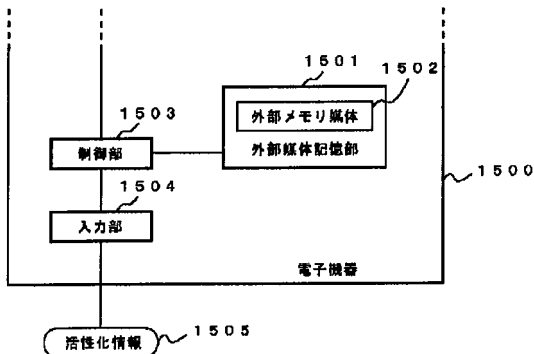 1501
1502
外部メモリ媒体
外部媒体記憶部
1503
制御部
1500
1504
入力部
電子機器
活性化情報
1505